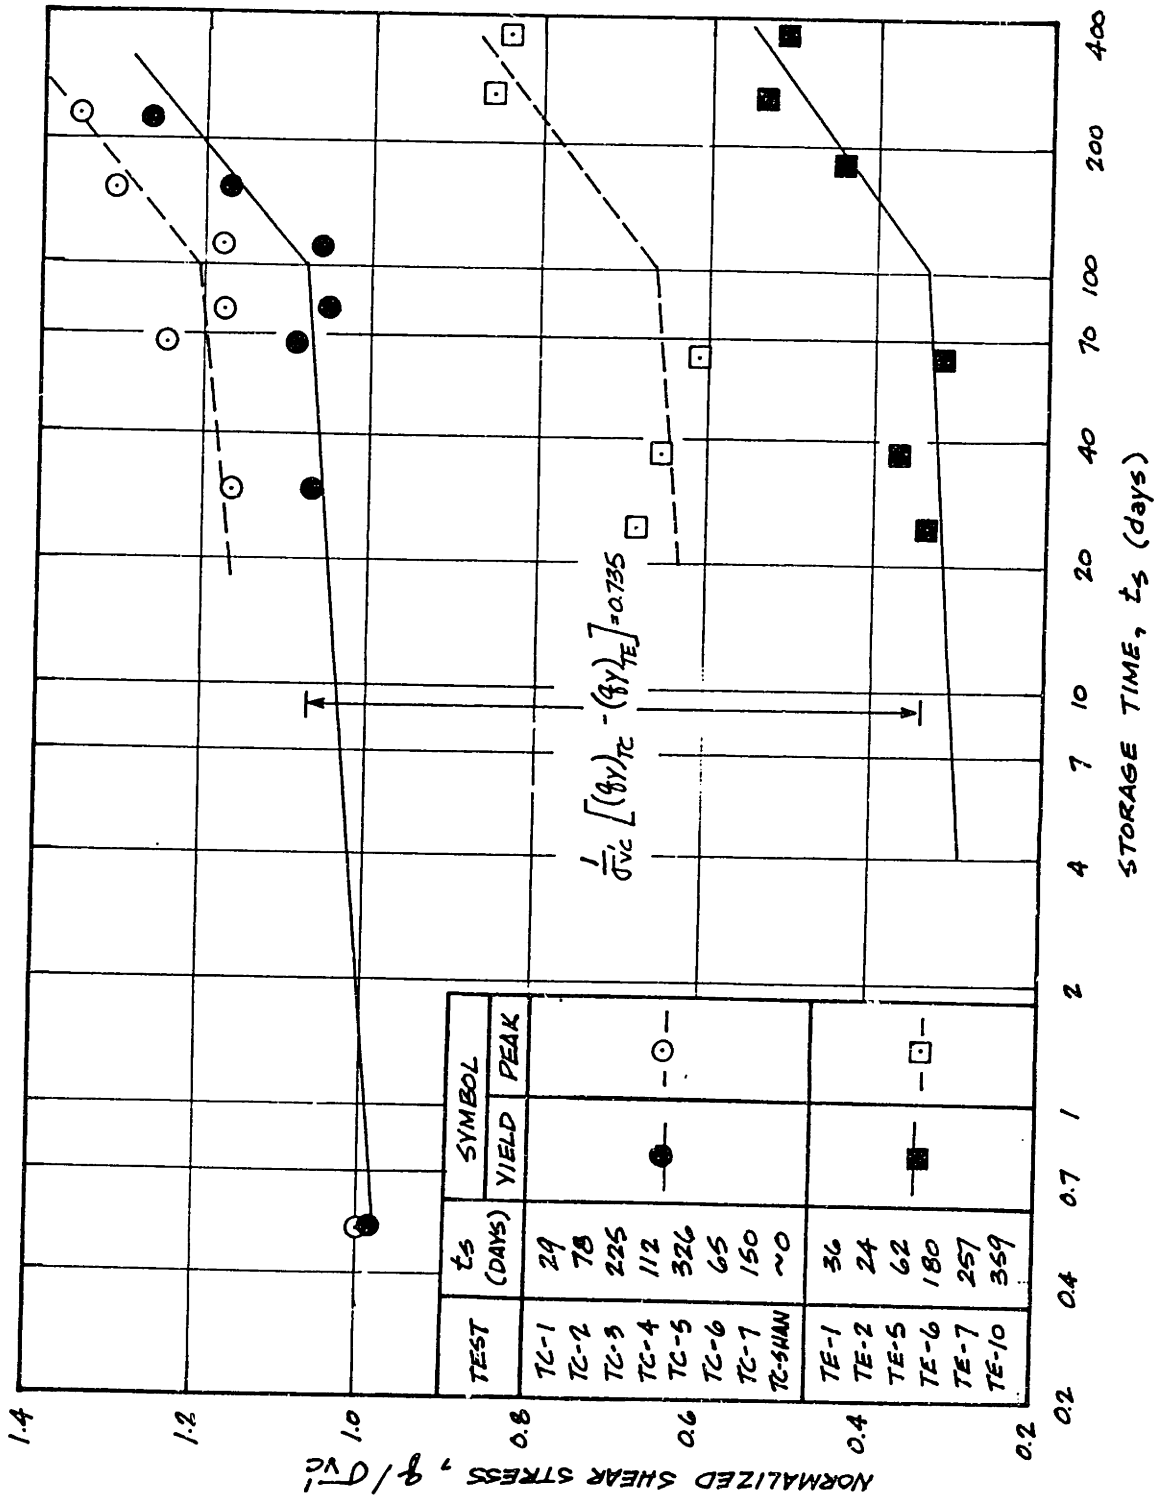 NORMALIZED SHEAR STRESS, q/σ̄'vc
1.4
1.2
1.0
0.8
0.6
0.4
0.2
TEST ts (DAYS) SYMBOL
YIELD PEAK
TC-1 29
TC-2 78
TC-3 225
TC-4 112
TC-5 326
TC-6 65
TC-7 150
TC-SHAN ~0
TE-1 36
TE-2 24
TE-5 62
TE-6 180
TE-7 257
TE-10 359
1/σ̄'vc [(qy)TC - (qy)TE] = 0.735
0.2 0.4 0.7 1 2 4 7 10 20 40 70 100 200 400
STORAGE TIME, ts (days)